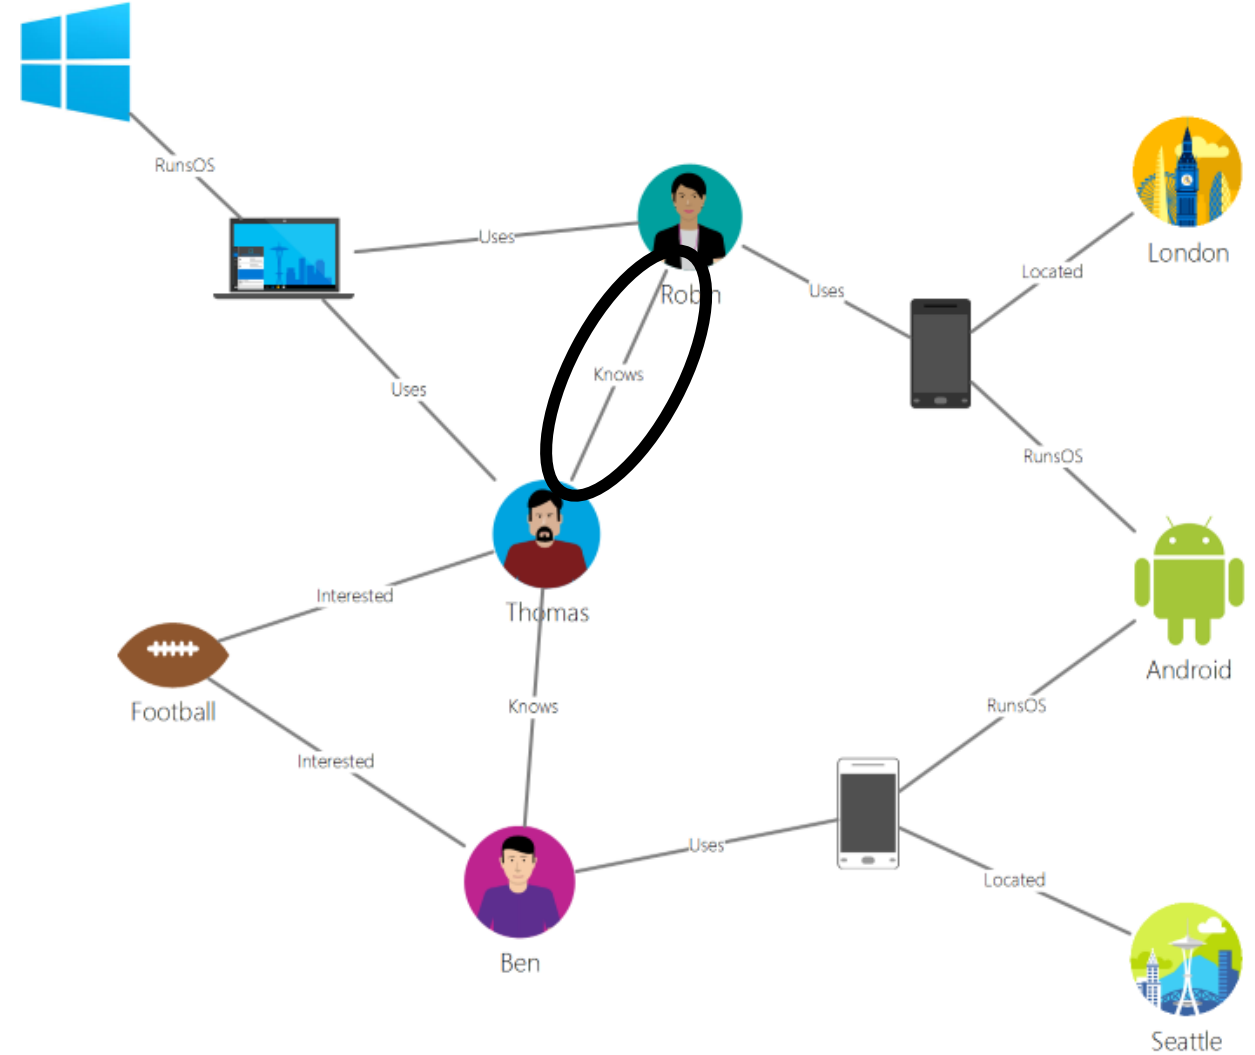 RunsOS
Uses
Robin
Uses
Located
London
Knows
Uses
RunsOS
Interested
Thomas
Football
Knows
RunsOS
Android
Interested
Uses
Located
Ben
Seattle